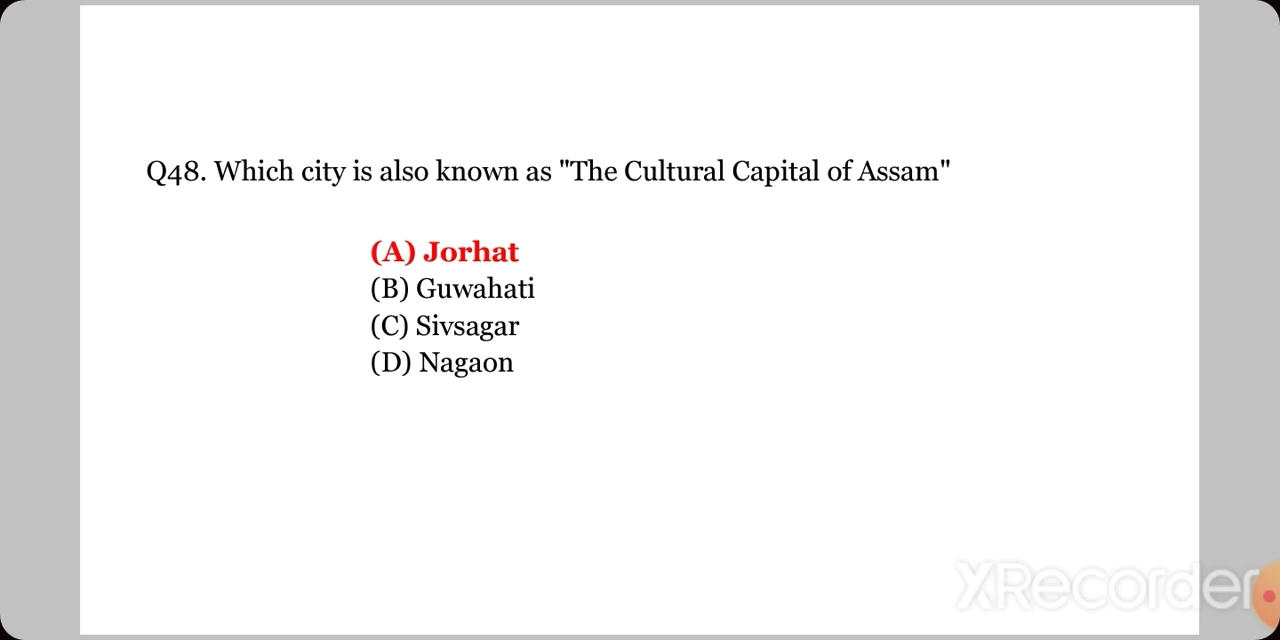 Q48. Which city is also known as "The Cultural Capital of Assam"
(A) Jorhat
(B) Guwahati
(C) Sivsagar
(D) Nagaon
XRecorder